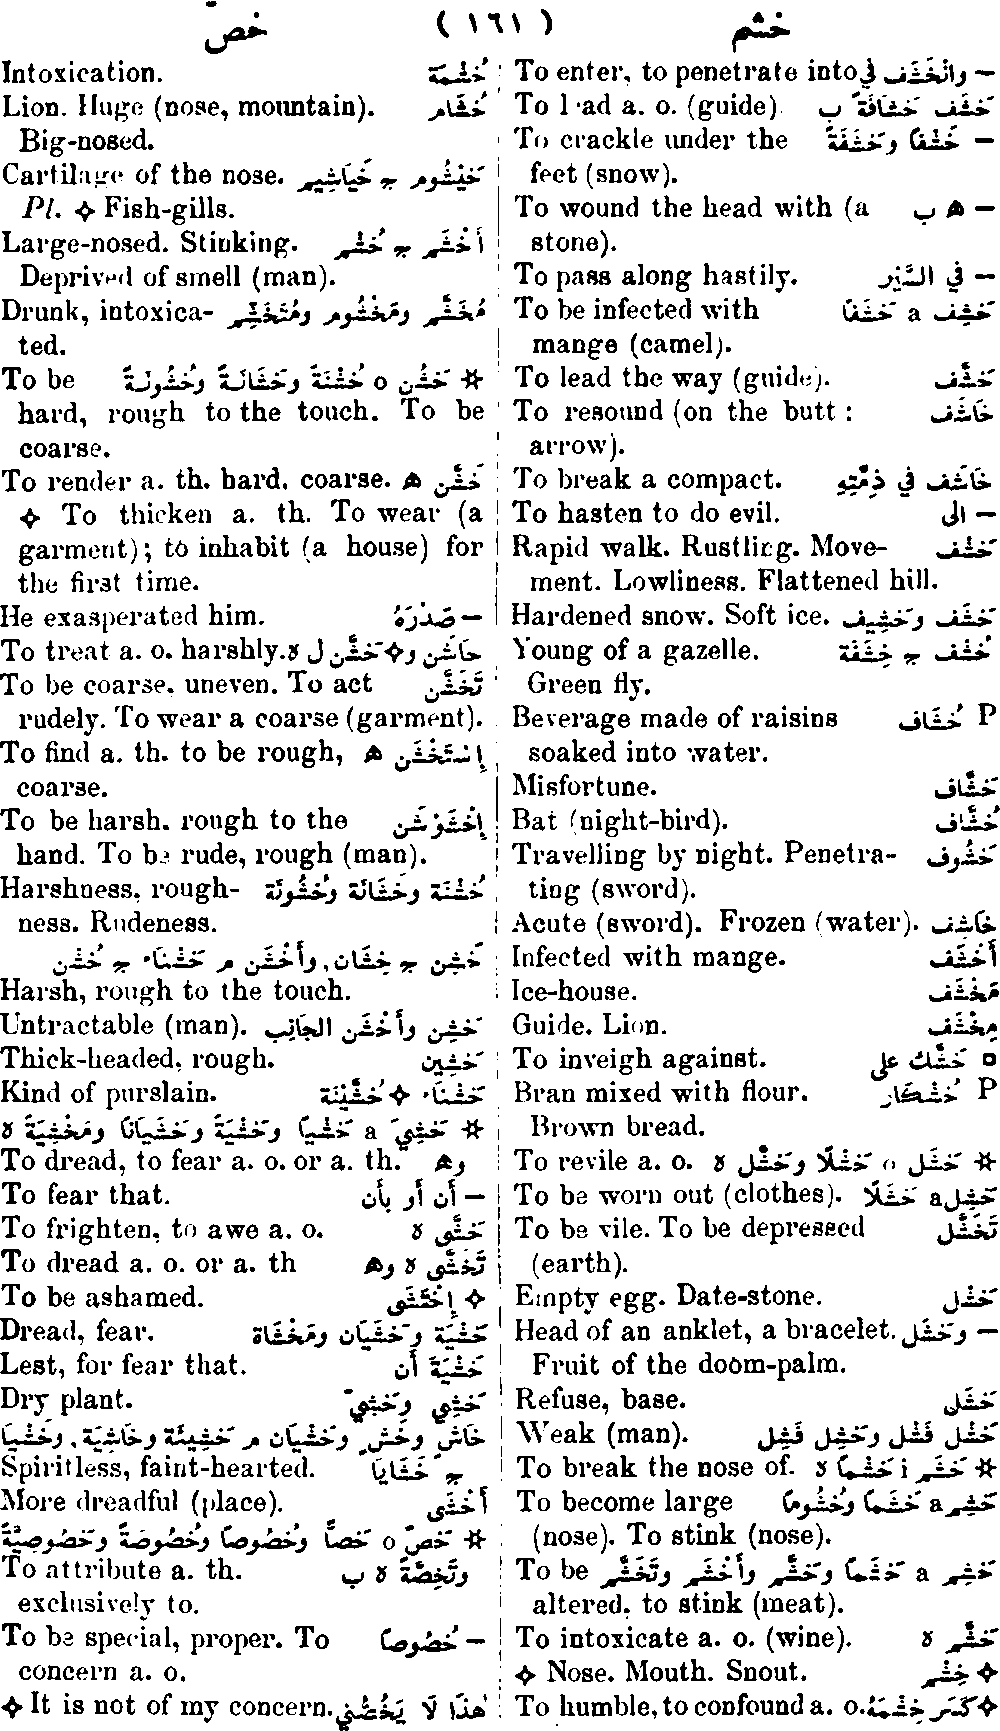 خصّ ( ١٦١ ) خشم
To enter, to penetrate into — وانْخَشَف في
To lead a. o. (guide). خَشَف خَشَافَةً ب
To crackle under the — خَشْفًا وخَشَفَةً
feet (snow).
To wound the head with (a — ه ب
stone).
To pass along hastily. — في السَّيْر
To be infected with خَشِف a خَشَفًا
mange (camel).
To lead the way (guide). خَشَّف
To resound (on the butt : خَاشَف
arrow).
To break a compact. خَاشَف في ذِمَّتِهِ
To hasten to do evil. — الى
Rapid walk. Rustling. Move- خَشْف
ment. Lowliness. Flattened hill.
Hardened snow. Soft ice. خَشَف وخَشِيف
Young of a gazelle. خُشْف ج خِشَفَة
Green fly.
Beverage made of raisins P خُشَاف
soaked into water.
Misfortune. خَشَّاف
Bat (night-bird). خُشَّاف
Travelling by night. Penetra- خَشُوف
ting (sword).
Acute (sword). Frozen (water). خَاشِف
Infected with mange. أَخْشَف
Ice-house. مَخْشَف
Guide. Lion. مِخْشَف
To inveigh against. □ خَشَّك على
Bran mixed with flour. P خُشْكَار
Brown bread.
To revile a. o. ✲ خَشَل o خَشْلًا وخَشَّل ه
To be worn out (clothes). خَشِل a خَشَلًا
To be vile. To be depressed تَخَشَّل
(earth).
Empty egg. Date-stone. خَشْل
Head of an anklet, a bracelet. — وخَشَل
Fruit of the doom-palm.
Refuse, base. خَشْل
Weak (man). خَشْل فَشْل وخَشِل فَشِل
To break the nose of. ✲ خَشَم i خَشْمًا ه
To become large خَشِم a خَشَمًا وخُشُومًا
(nose). To stink (nose).
To be خَشِم a خَشَمًا وخَشَّم وأَخْشَم وتَخَشَّم
altered, to stink (meat).
To intoxicate a. o. (wine). خَشَّم ه
✧ Nose. Mouth. Snout. ✧ خِشْم
To humble, to confound a. o. ✧ كَسَر خِشْمَهُ
Intoxication. خُشْمَة
Lion. Huge (nose, mountain). خُشَام
Big-nosed.
Cartilage of the nose. خَيْشُوم ج خَيَاشِيم
Pl. ✧ Fish-gills.
Large-nosed. Stinking. أَخْشَم ج خُشْم
Deprived of smell (man).
Drunk, intoxica- مُخَشَّم ومَخْشُوم ومُتَخَشِّم
ted.
To be ✲ خَشُن o خُشْنَةً وخَشَانَةً وخُشُونَةً
hard, rough to the touch. To be
coarse.
To render a. th. hard, coarse. خَشَّن ه
✧ To thicken a. th. To wear (a
garment); to inhabit (a house) for
the first time.
He exasperated him. — صَدْرَهُ
To treat a. o. harshly. خَاشَن و✧خَشَّن ل ه
To be coarse, uneven. To act تَخَشَّن
rudely. To wear a coarse (garment).
To find a. th. to be rough, إِسْتَخْشَن ه
coarse.
To be harsh, rough to the إِخْشَوْشَن
hand. To be rude, rough (man).
Harshness, rough- خُشْنَة وخَشَانَة وخُشُونَة
ness. Rudeness.
خَشِن ج خِشَان, وأَخْشَن م خَشْنَاء ج خُشْن
Harsh, rough to the touch.
Untractable (man). خَشِن وأَخْشَن الجَانِب
Thick-headed, rough. خَشِين
Kind of purslain. خَشْنَاء ✧ خُشَّيْنَة
✲ خَشِيَ a خَشْيًا وخَشْيَةً وخَشَيَانًا ومَخْشِيَةً ه
To dread, to fear a. o. or a. th. وه
To fear that. — أن أو بأن
To frighten, to awe a. o. خَشَّى ه
To dread a. o. or a. th تَخَشَّى ه وه
To be ashamed. ✧ إِخْتَشَى
Dread, fear. خَشْيَة وخَشَيَان ومَخْشَاة
Lest, for fear that. خَشْيَةَ أن
Dry plant. خَشِي وخَشِيّ
خَاشٍ وخَشٍ وخَشْيَان م خَشِيئَة وخَاشِيَة, وخَشْيَا
Spiritless, faint-hearted. ج خَشَايَا
More dreadful (place). أَخْشَى
✲ خَصّ o خَصًّا وخُصُوصًا وخُصُوصَةً وخَصُوصِيَّةً
To attribute a. th. وتَخِصَّةً ه ب
exclusively to.
To be special, proper. To — خُصُوصًا
concern a. o.
✧ It is not of my concern. هٰذَا لَا يَخُصُّنِي